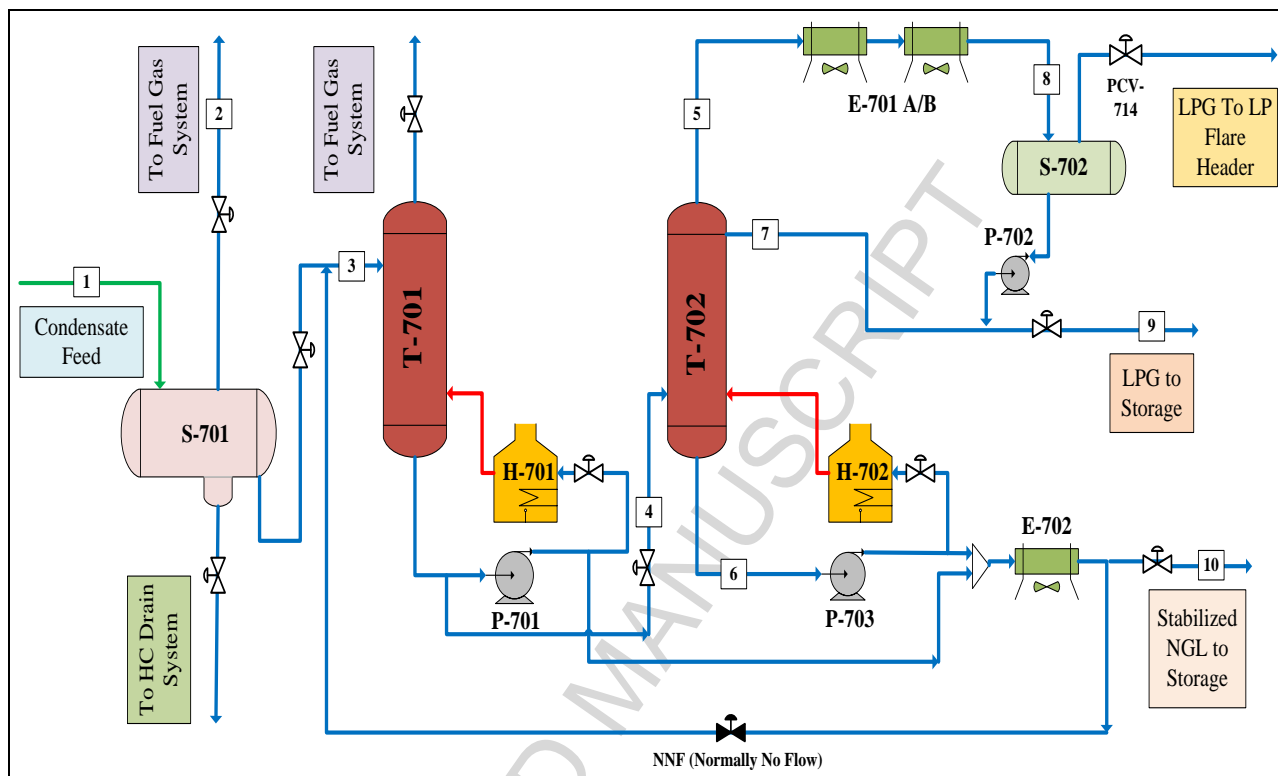 To Fuel Gas
System
2
To Fuel Gas
System
5
E-701 A/B
8
PCV-
714
LPG To LP
Flare
Header
S-702
1
Condensate
Feed
3
T-701
T-702
7
P-702
9
LPG to
Storage
S-701
H-701
H-702
4
E-702
6
10
P-701
P-703
Stabilized
NGL to
Storage
To HC Drain
System
NNF (Normally No Flow)
D MANUSCRIPT